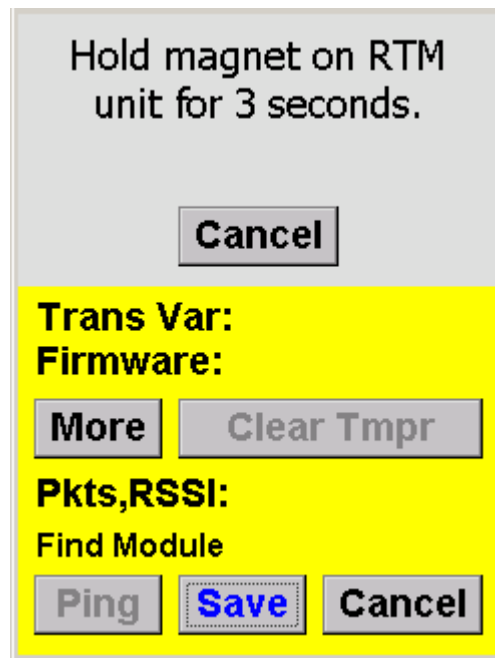 Hold magnet on RTM
unit for 3 seconds.
Cancel
Trans Var:
Firmware:
More Clear Tmpr
Pkts,RSSI:
Find Module
Ping Save Cancel